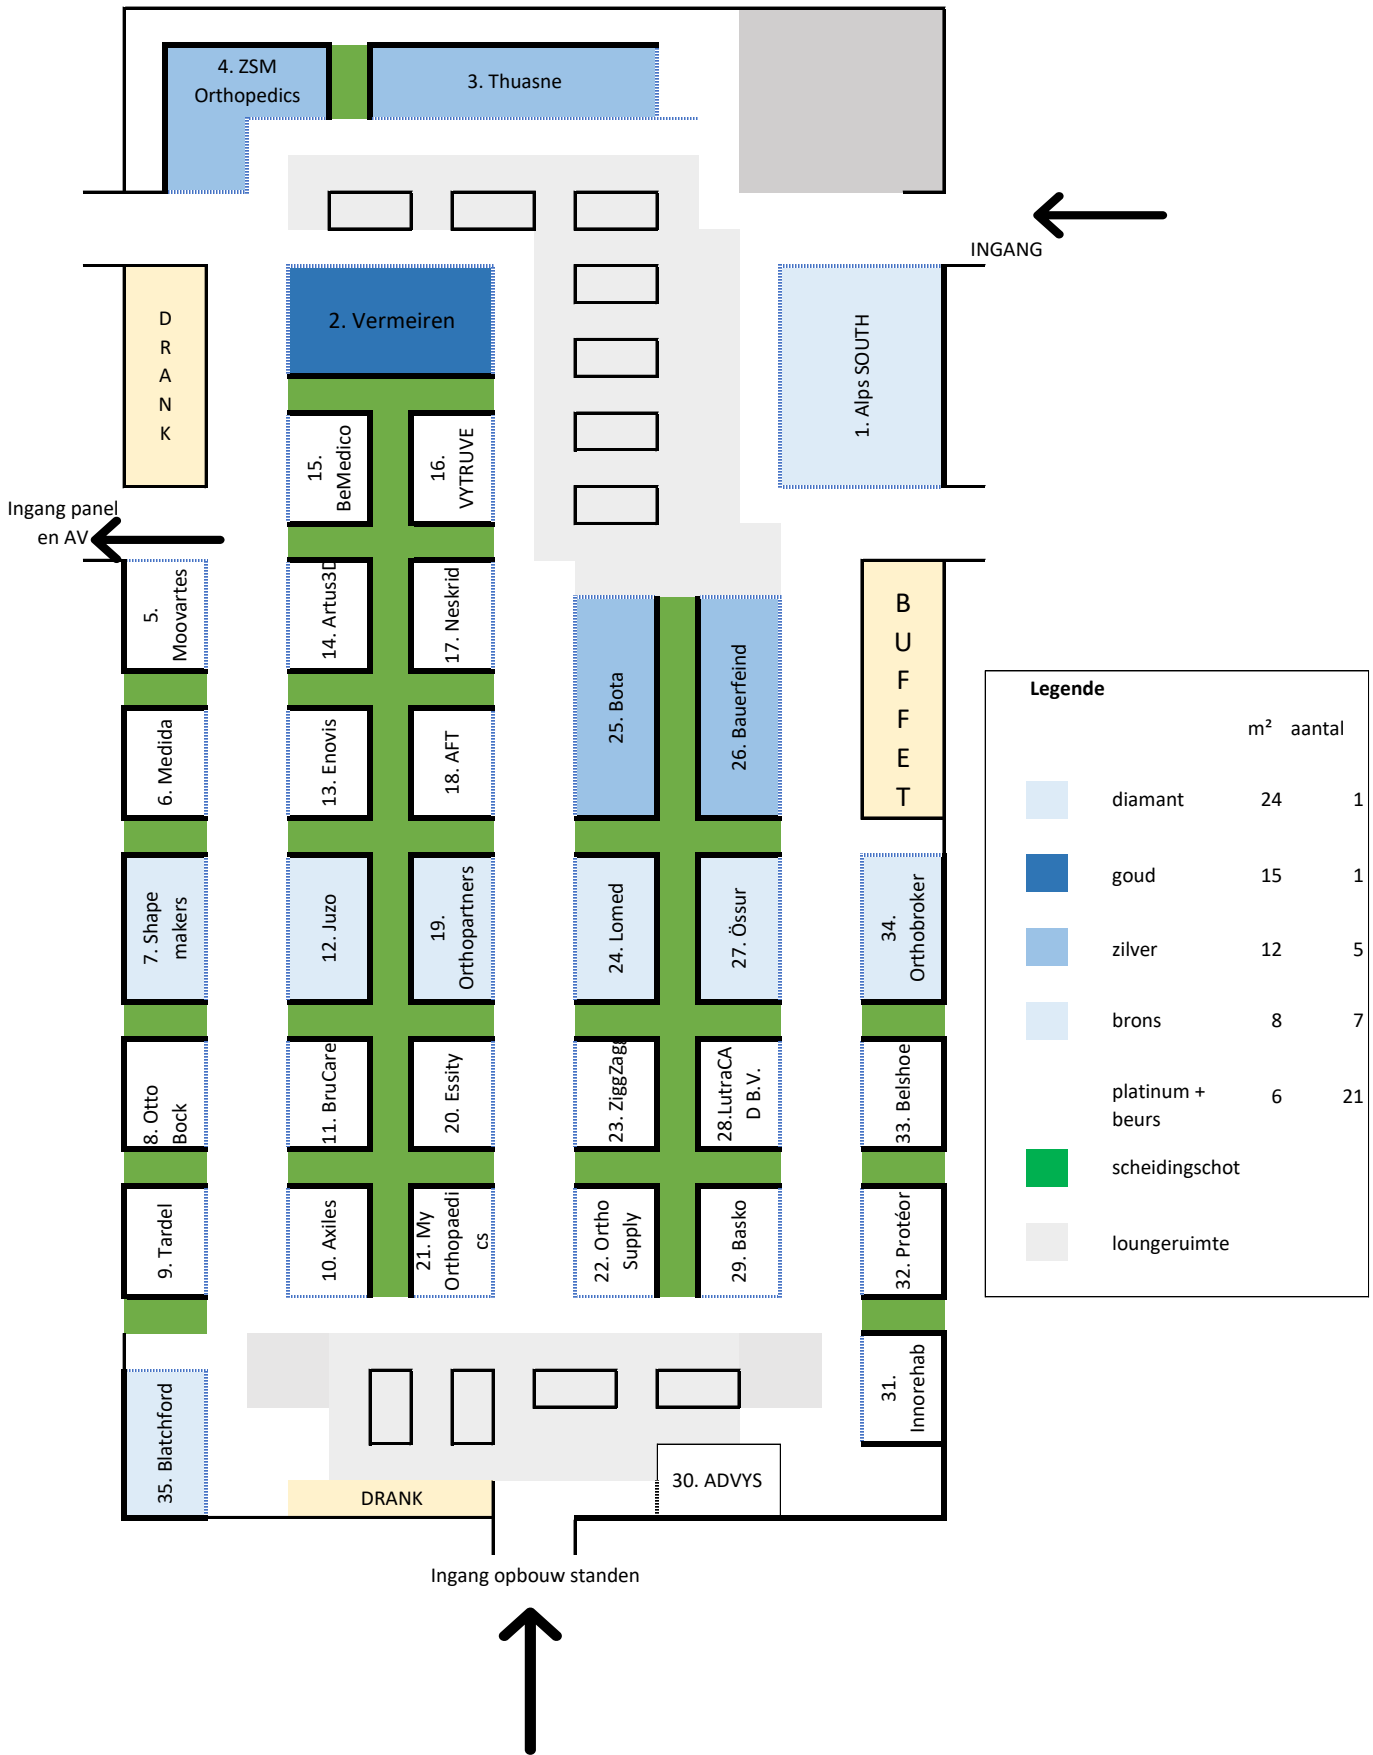 4. ZSM
Orthopedics
3. Thuasne
INGANG
D
R
A
N
K
2. Vermeiren
1. Alps SOUTH
15.
BeMedico
16.
VYTRUVE
Ingang panel
en AV
5.
Moovartes
14. Artus3D
17. Neskrid
25. Bota
26. Bauerfeind
B
U
F
F
E
T
6. Medida
13. Enovis
18. AFT
7. Shape
makers
12. Juzo
19.
Orthopartners
24. Lomed
27. Össur
34.
Orthobroker
8. Otto
Bock
11. BruCare
20. Essity
23. ZiggZagg
28.LutraCA
D B.V.
33. Belshoe
9. Tardel
10. Axiles
21. My
Orthopaedi
cs
22. Ortho
Supply
29. Basko
32. Protéor
31.
Innorehab
35. Blatchford
DRANK
30. ADVYS
Ingang opbouw standen
Legende
m² aantal
diamant 24 1
goud 15 1
zilver 12 5
brons 8 7
platinum +
beurs 6 21
scheidingschot
loungeruimte